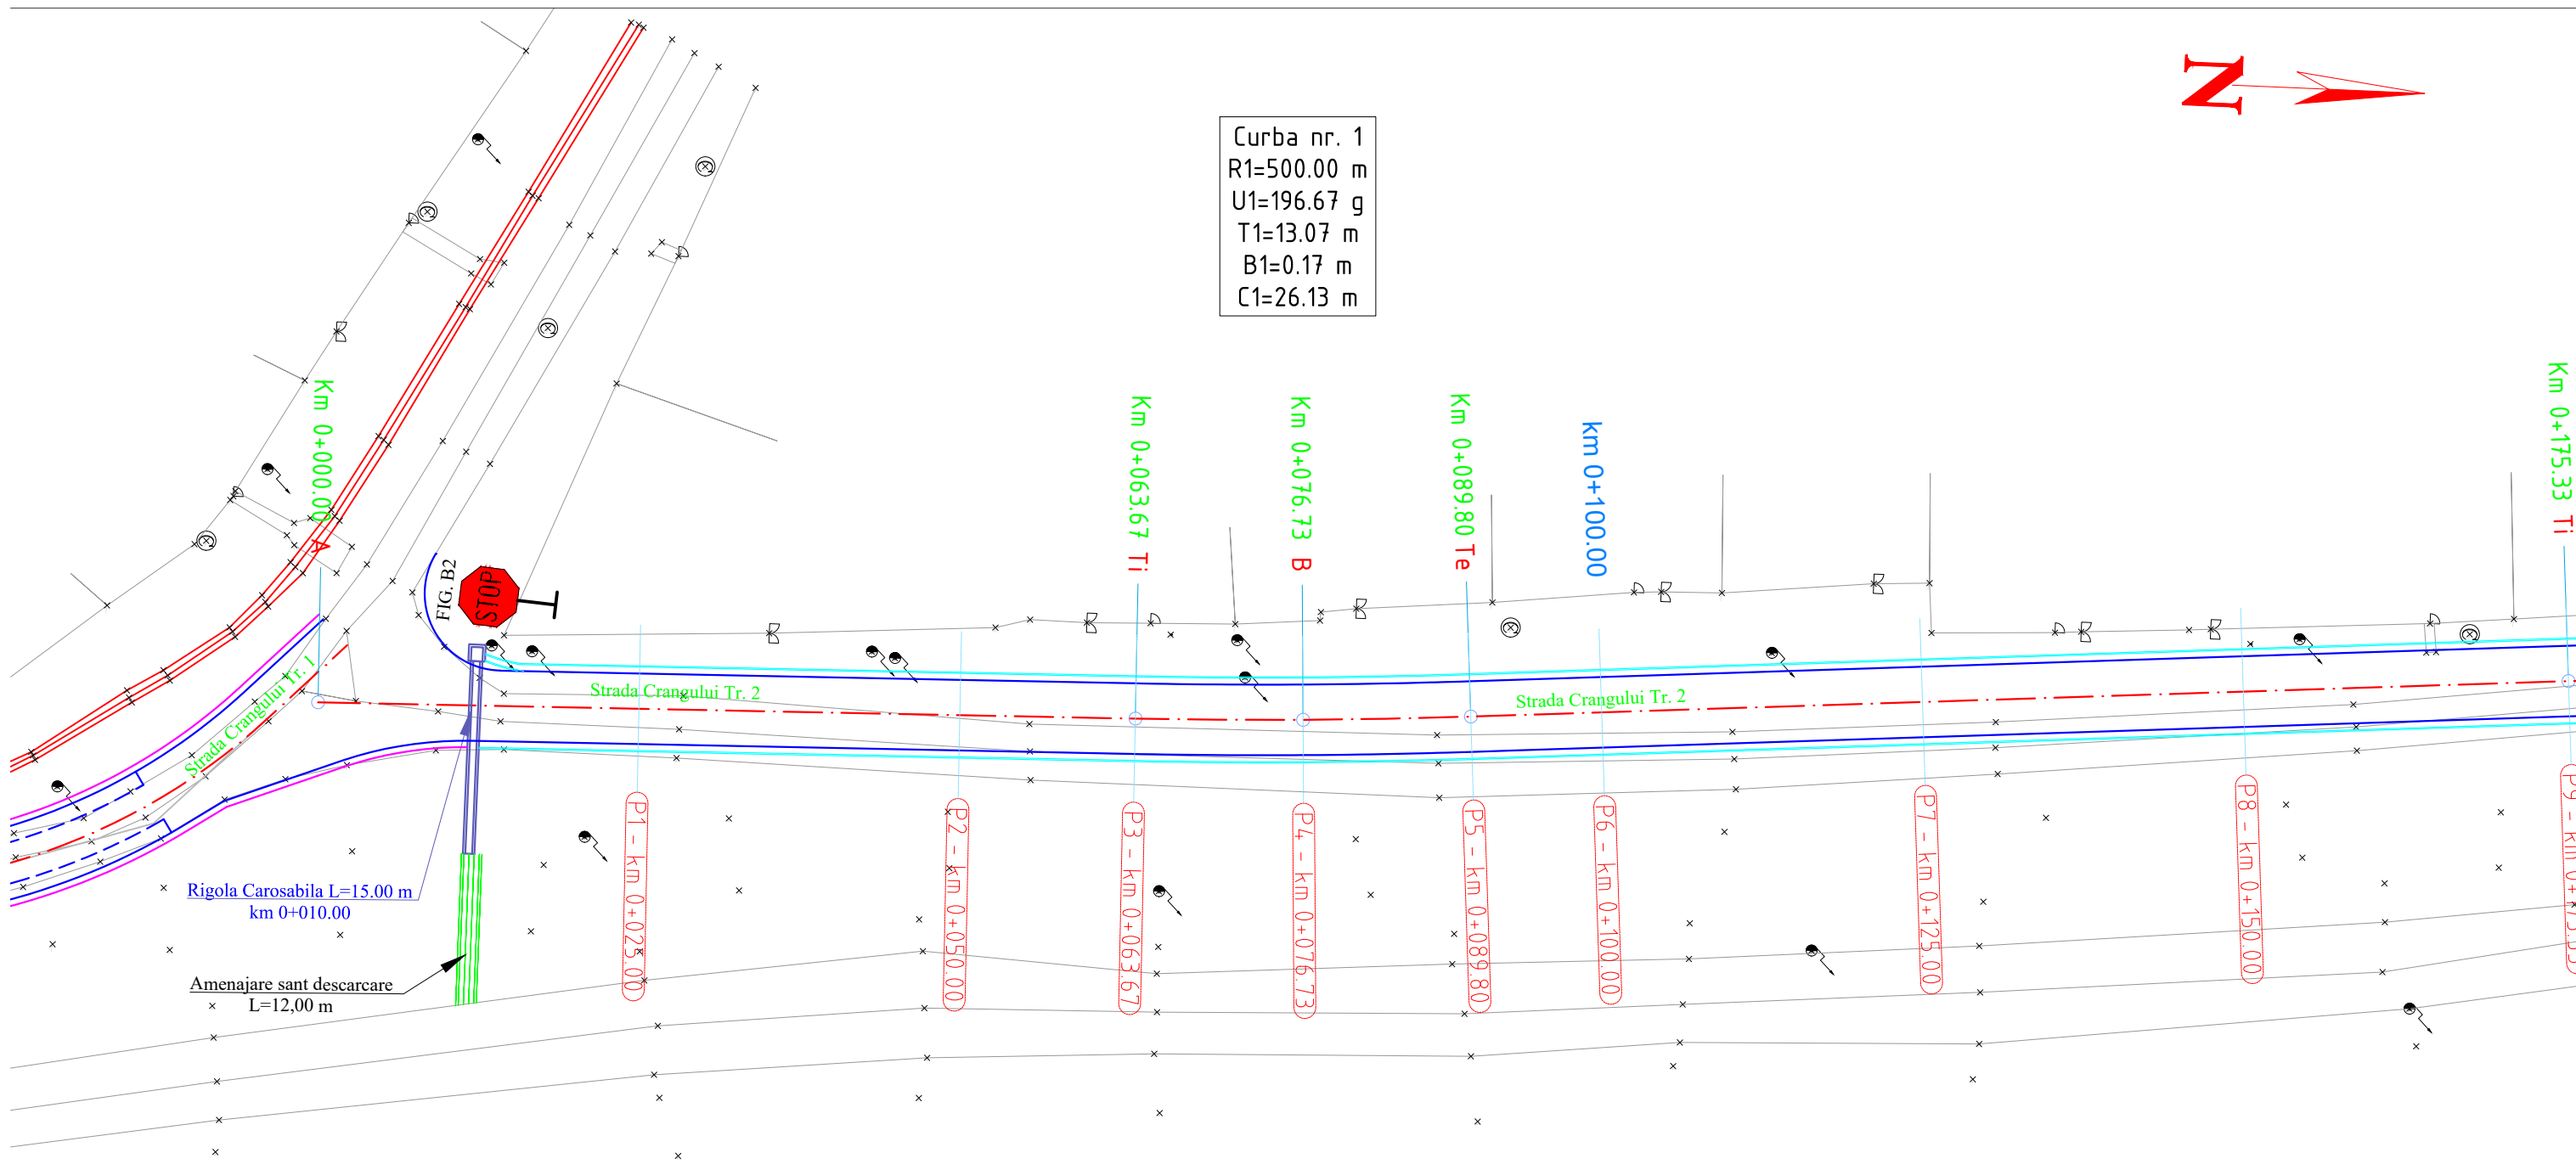 N
Curba nr. 1
R1=500.00 m
U1=196.67 g
T1=13.07 m
B1=0.17 m
C1=26.13 m
Km 0+000.00
A
Km 0+063.67 Ti
Km 0+076.73 B
Km 0+089.80 Te
km 0+100.00
Km 0+175.33 Ti
FIG. B2
STOP
Strada Crangului Tr. 1
Strada Crangului Tr. 2
Strada Crangului Tr. 2
P1 - km 0+025.00
P2 - km 0+050.00
P3 - km 0+063.67
P4 - km 0+076.73
P5 - km 0+089.80
P6 - km 0+100.00
P7 - km 0+125.00
P8 - km 0+150.00
P9 - km 0+175.33
Rigola Carosabila L=15.00 m
km 0+010.00
Amenajare sant descarcare
L=12,00 m